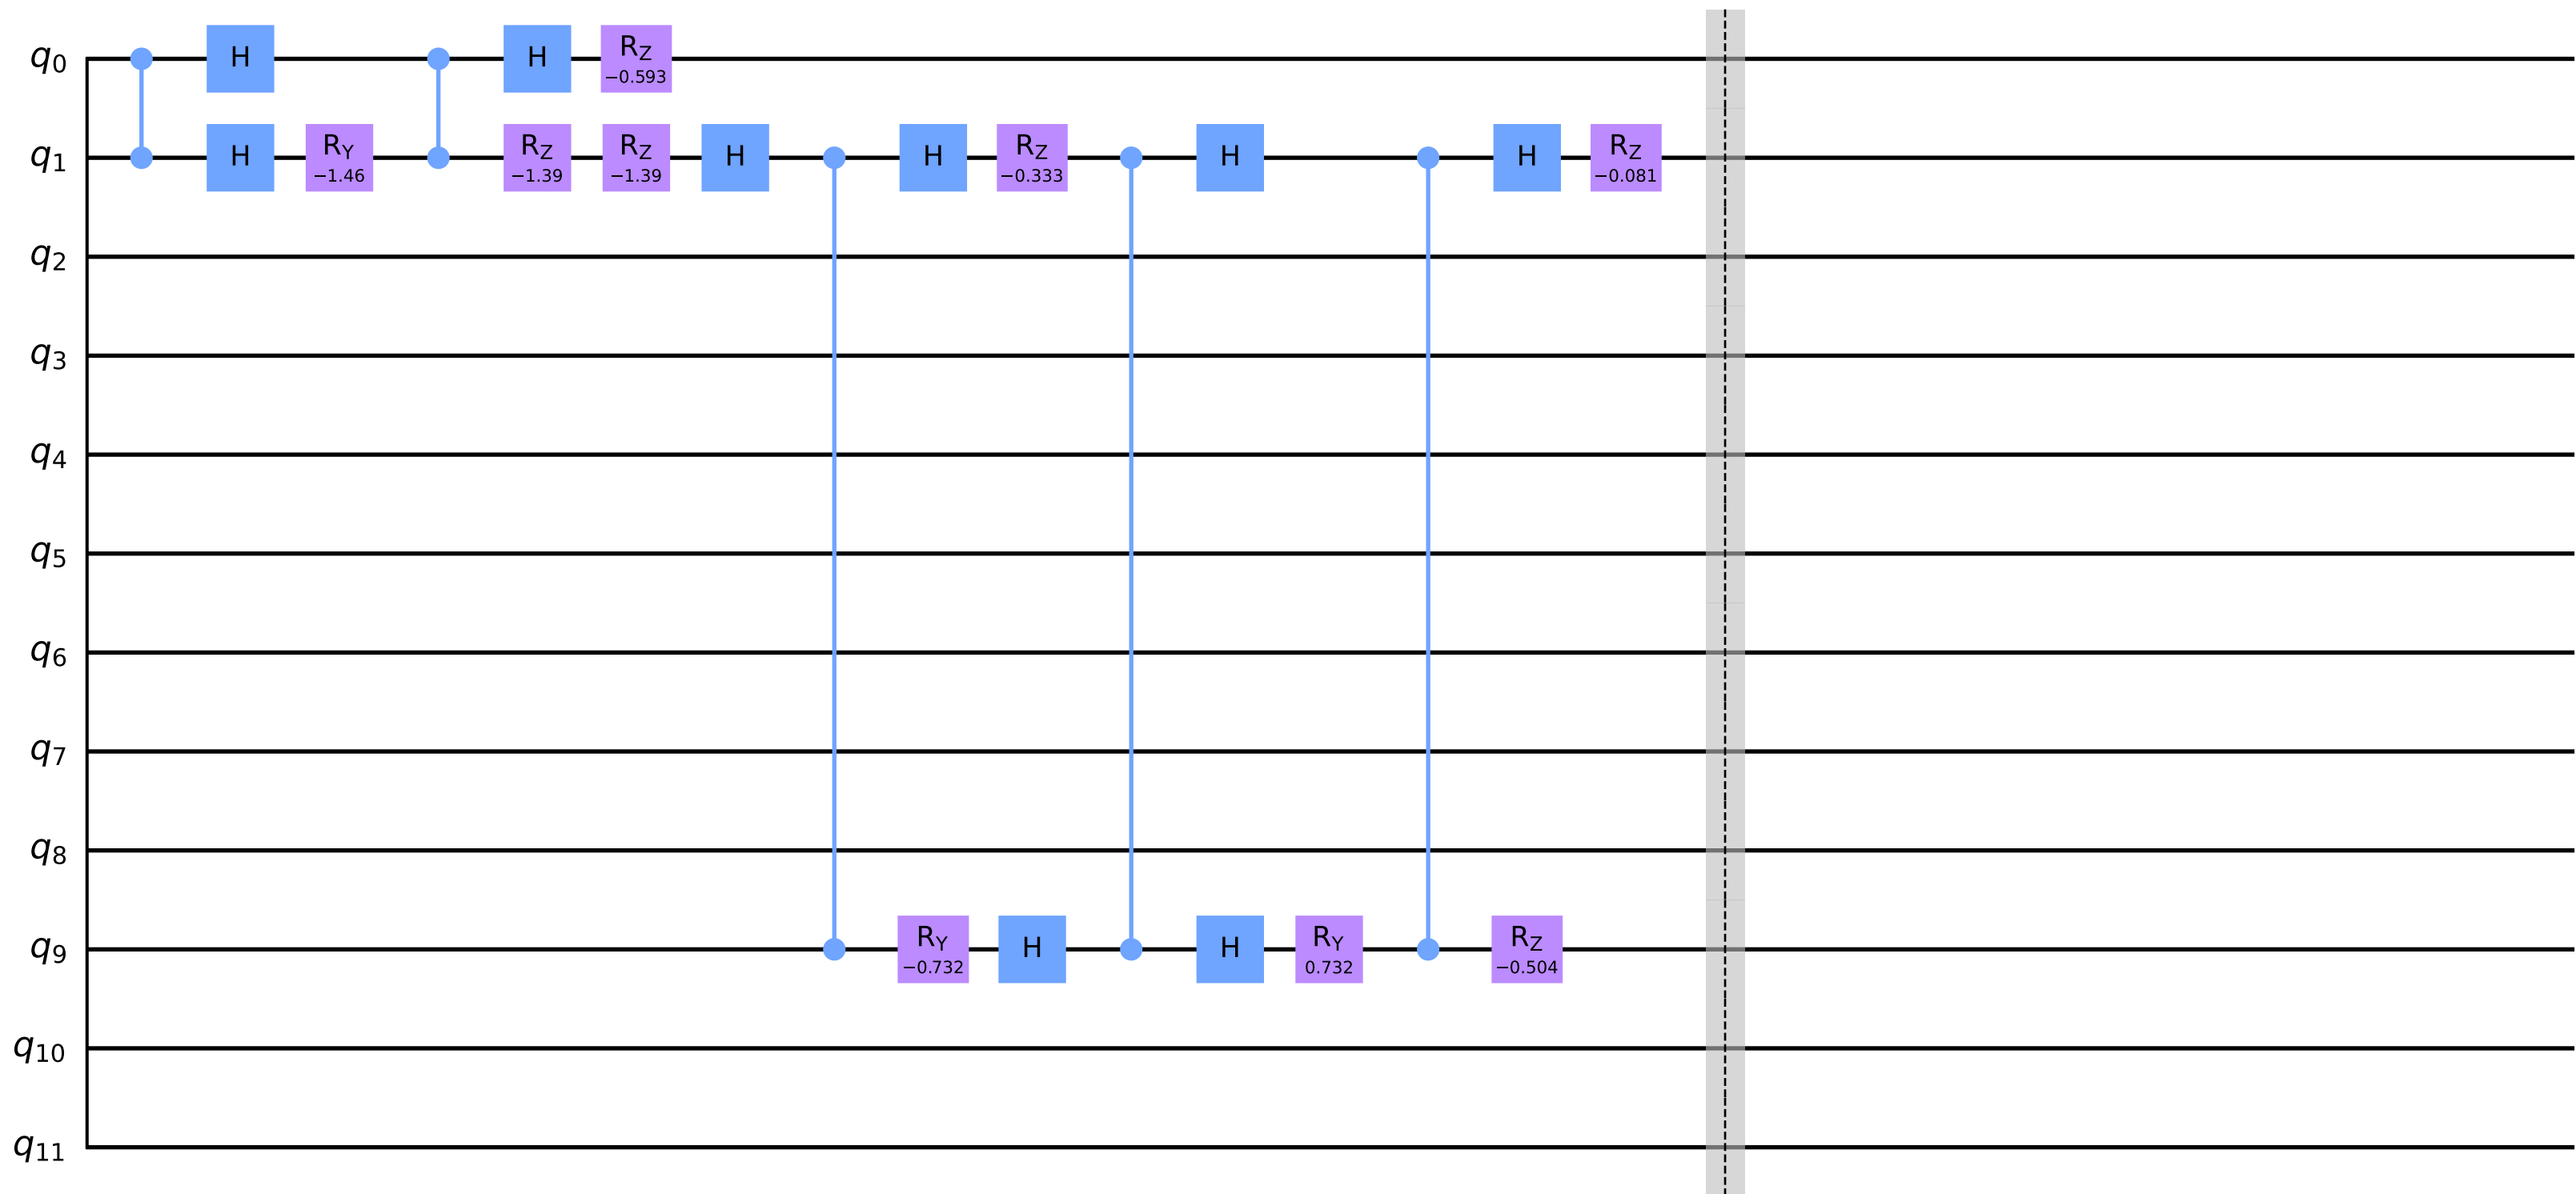 q0 H H RZ −0.593
q1 H RY −1.46 RZ −1.39 RZ −1.39 H H RZ −0.333 H H RZ −0.081
q2
q3
q4
q5
q6
q7
q8
q9 RY −0.732 H H RY 0.732 RZ −0.504
q10
q11